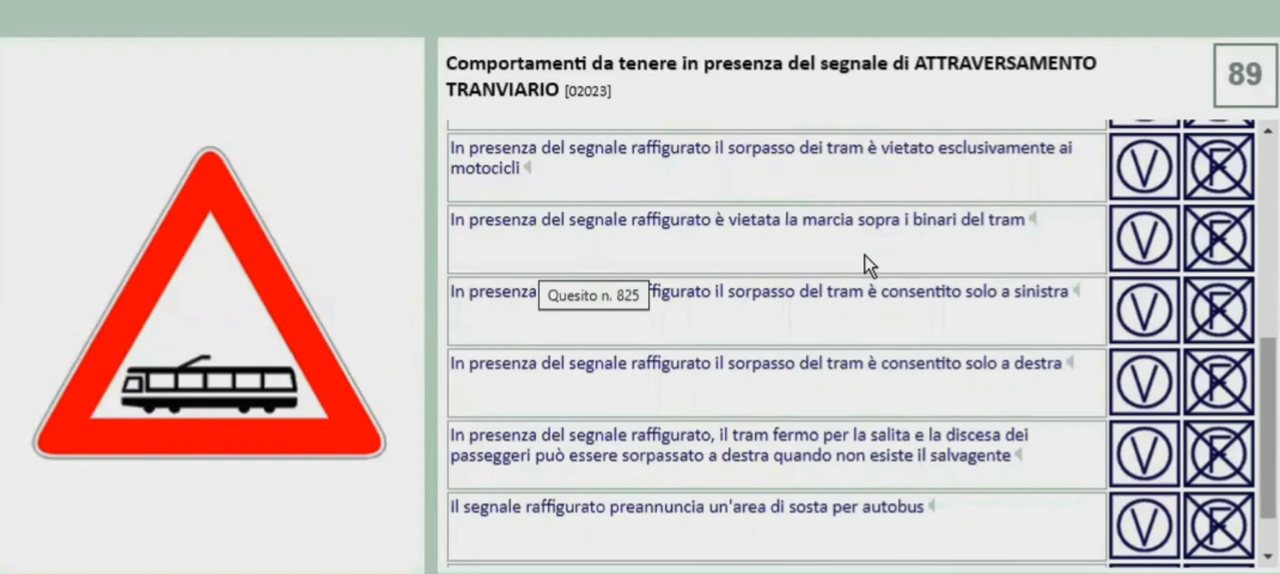 Comportamenti da tenere in presenza del segnale di ATTRAVERSAMENTO
TRANVIARIO [02023]
89
In presenza del segnale raffigurato il sorpasso dei tram è vietato esclusivamente ai
motocicli
V F
In presenza del segnale raffigurato è vietata la marcia sopra i binari del tram
V F
In presenza
Quesito n. 825
ffigurato il sorpasso del tram è consentito solo a sinistra
V F
In presenza del segnale raffigurato il sorpasso del tram è consentito solo a destra
V F
In presenza del segnale raffigurato, il tram fermo per la salita e la discesa dei
passeggeri può essere sorpassato a destra quando non esiste il salvagente
V F
Il segnale raffigurato preannuncia un'area di sosta per autobus
V F